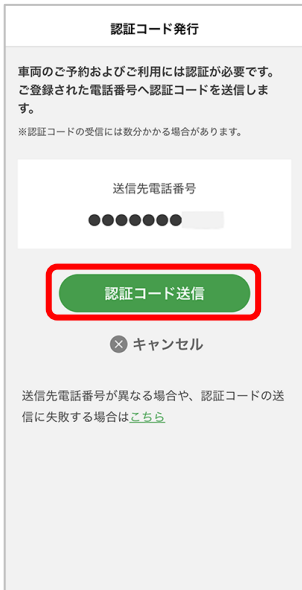 認証コード発行
車両のご予約およびご利用には認証が必要です。
ご登録された電話番号へ認証コードを送信しま
す。
※認証コードの受信には数分かかる場合があります。
送信先電話番号
●●●●●●●
認証コード送信
キャンセル
送信先電話番号が異なる場合や、認証コードの送
信に失敗する場合はこちら